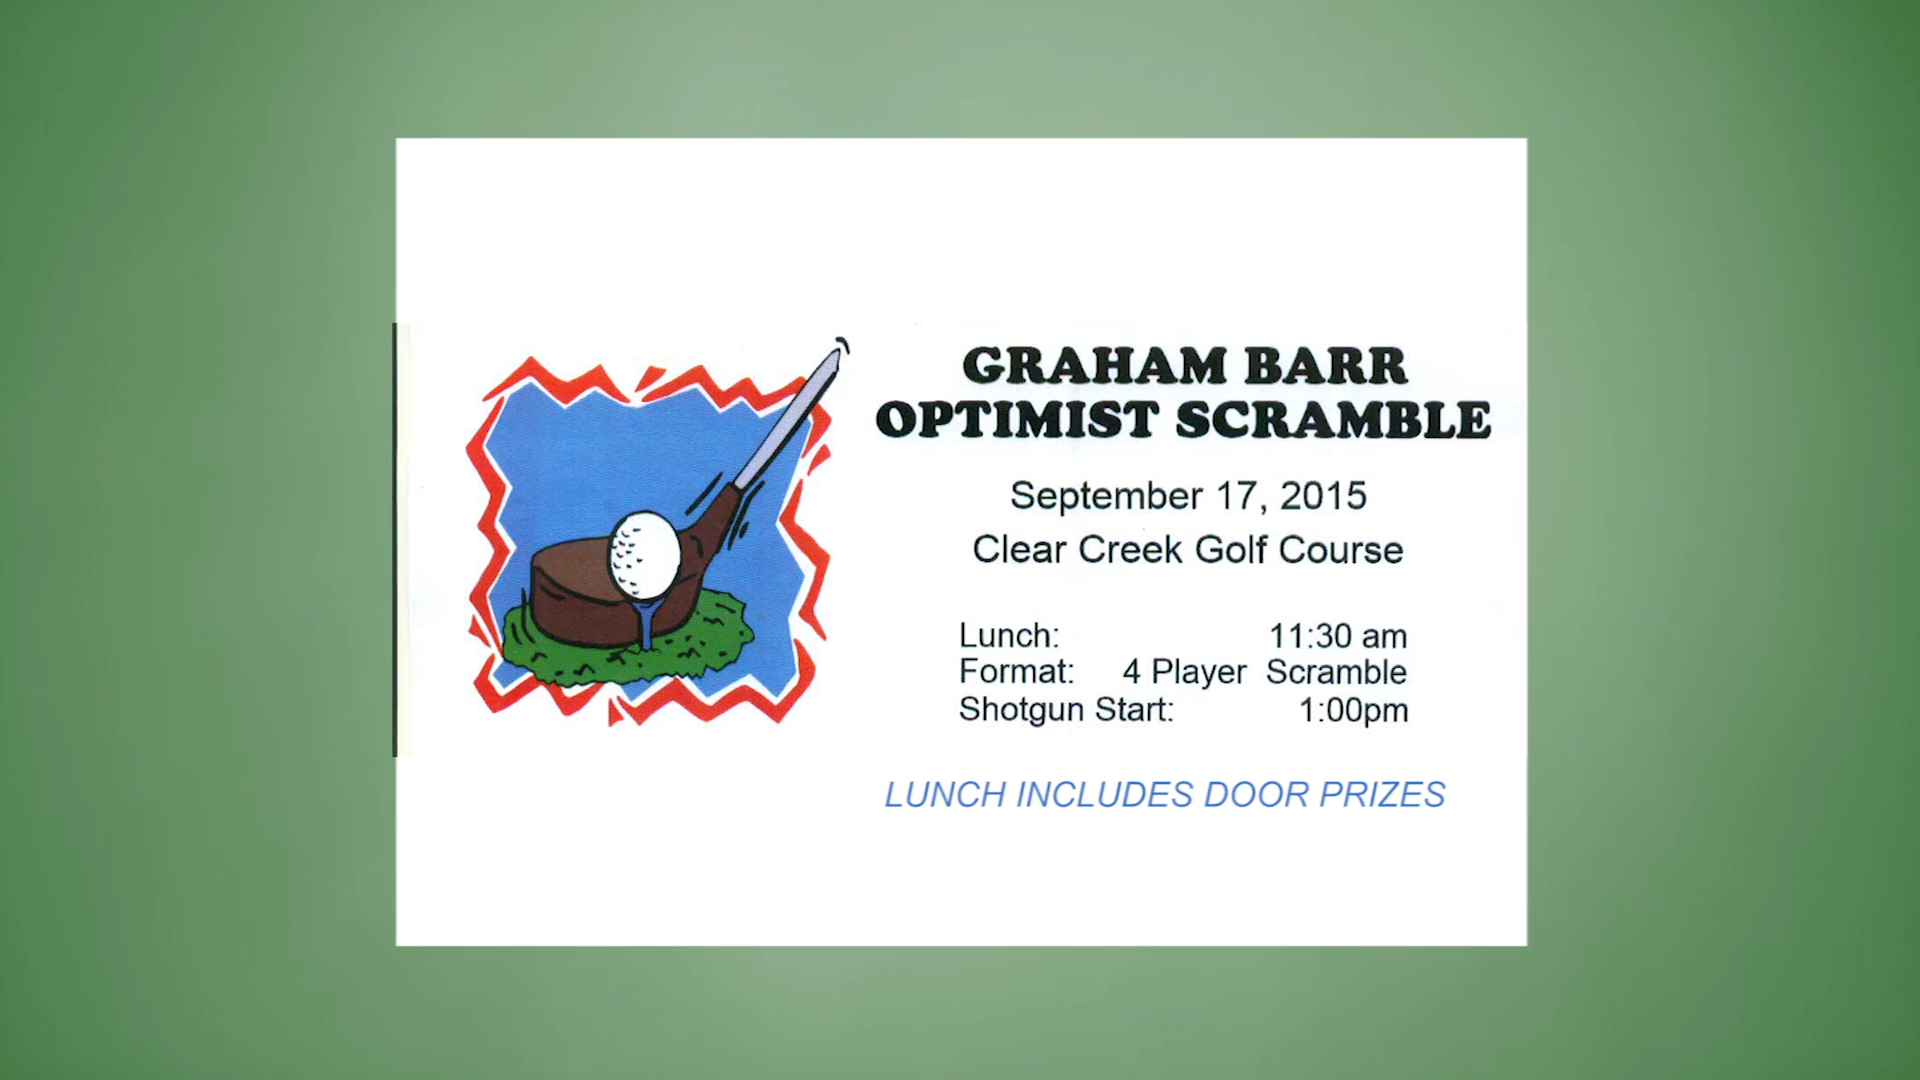 GRAHAM BARR
OPTIMIST SCRAMBLE
September 17, 2015
Clear Creek Golf Course
Lunch: 11:30 am
Format: 4 Player Scramble
Shotgun Start: 1:00pm
LUNCH INCLUDES DOOR PRIZES